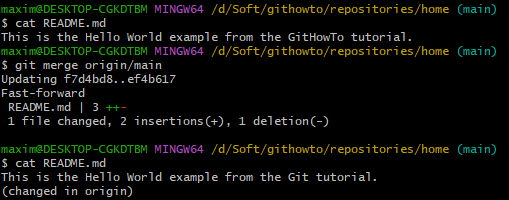 maxim@DESKTOP-CGKDTBM MINGW64 /d/Soft/githowto/repositories/home (main)
$ cat README.md
This is the Hello World example from the GitHowTo tutorial.
maxim@DESKTOP-CGKDTBM MINGW64 /d/Soft/githowto/repositories/home (main)
$ git merge origin/main
Updating f7d4bd8..ef4b617
Fast-forward
 README.md | 3 ++-
 1 file changed, 2 insertions(+), 1 deletion(-)
maxim@DESKTOP-CGKDTBM MINGW64 /d/Soft/githowto/repositories/home (main)
$ cat README.md
This is the Hello World example from the Git tutorial.
(changed in origin)